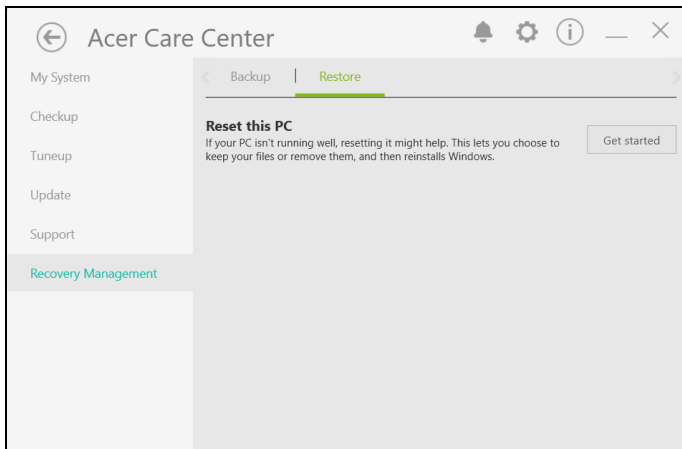 Acer Care Center
My System
Checkup
Tuneup
Update
Support
Recovery Management
Backup
Restore
Reset this PC
If your PC isn't running well, resetting it might help. This lets you choose to
keep your files or remove them, and then reinstalls Windows.
Get started